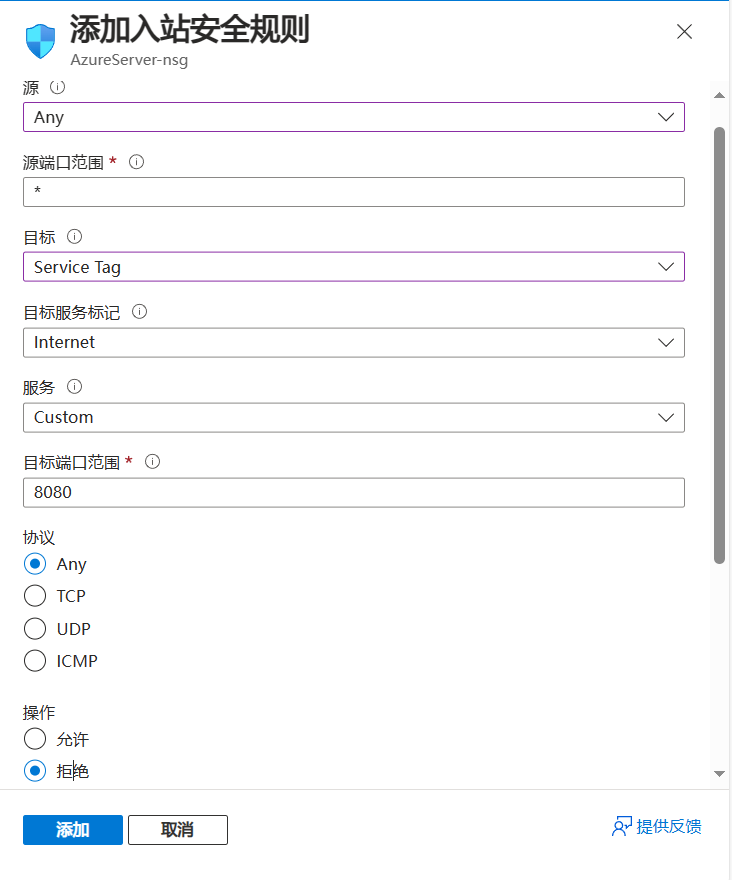 添加入站安全规则
AzureServer-nsg
源
Any
源端口范围 *
*
目标
Service Tag
目标服务标记
Internet
服务
Custom
目标端口范围 *
8080
协议
Any
TCP
UDP
ICMP
操作
允许
拒绝
添加
取消
提供反馈